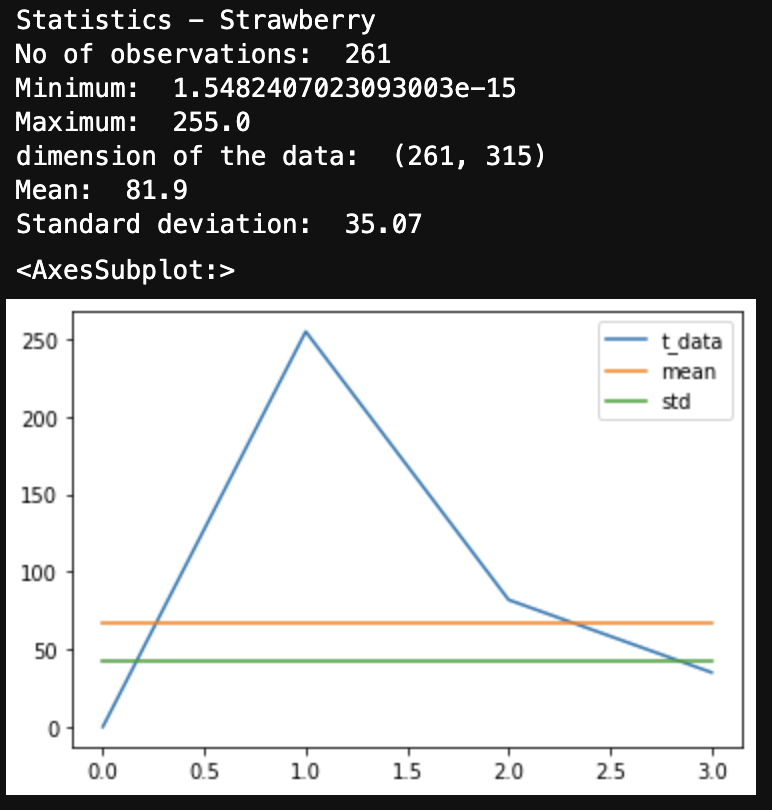 Statistics - Strawberry
No of observations:  261
Minimum:  1.5482407023093003e-15
Maximum:  255.0
dimension of the data:  (261, 315)
Mean:  81.9
Standard deviation:  35.07
<AxesSubplot:>
t_data
mean
std
250
200
150
100
50
0
0.0 0.5 1.0 1.5 2.0 2.5 3.0